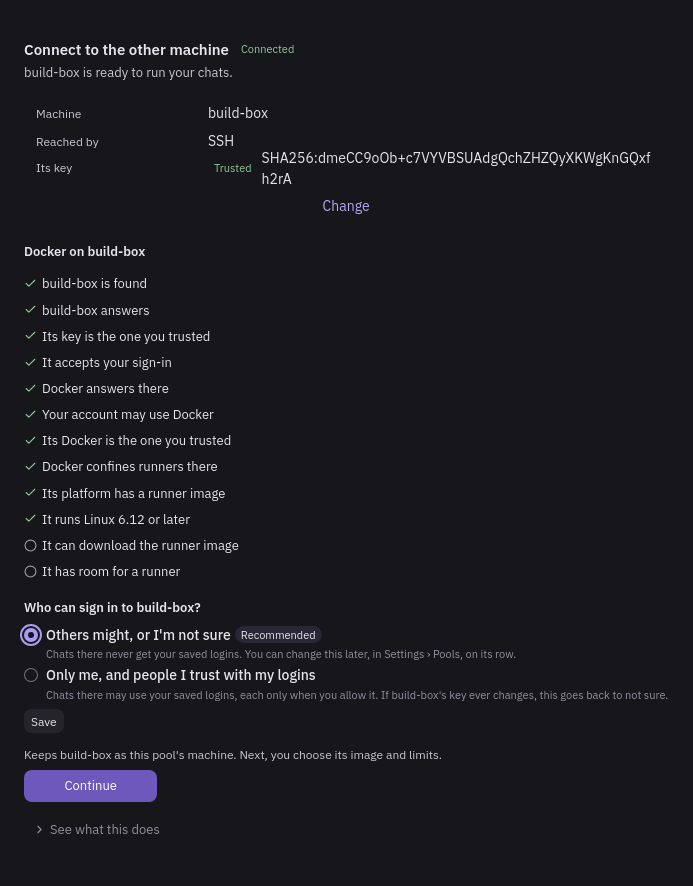 Connect to the other machine Connected
build-box is ready to run your chats.
Machine build-box
Reached by SSH
Its key Trusted SHA256:dmeCC9oOb+c7VYVBSUAdgQchZHZQyXKWgKnGQxf
h2rA
Change
Docker on build-box
build-box is found
build-box answers
Its key is the one you trusted
It accepts your sign-in
Docker answers there
Your account may use Docker
Its Docker is the one you trusted
Docker confines runners there
Its platform has a runner image
It runs Linux 6.12 or later
It can download the runner image
It has room for a runner
Who can sign in to build-box?
Others might, or I'm not sure Recommended
Chats there never get your saved logins. You can change this later, in Settings › Pools, on its row.
Only me, and people I trust with my logins
Chats there may use your saved logins, each only when you allow it. If build-box's key ever changes, this goes back to not sure.
Save
Keeps build-box as this pool's machine. Next, you choose its image and limits.
Continue
See what this does